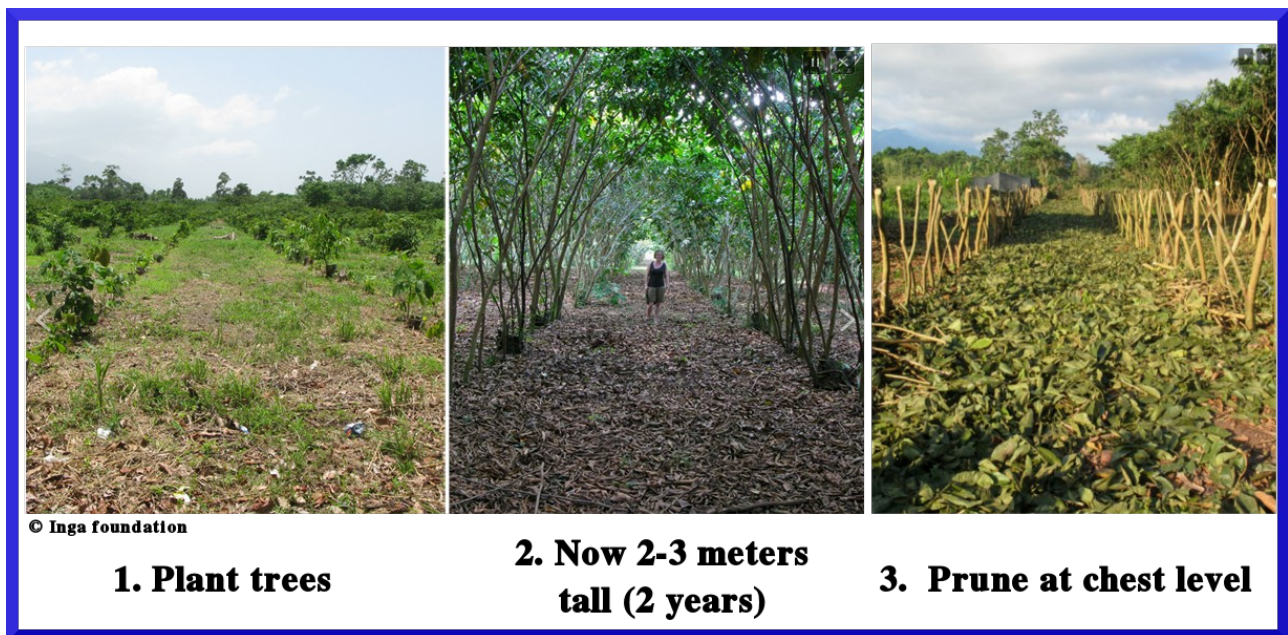 © Inga foundation
1. Plant trees
2. Now 2-3 meters
tall (2 years)
3. Prune at chest level